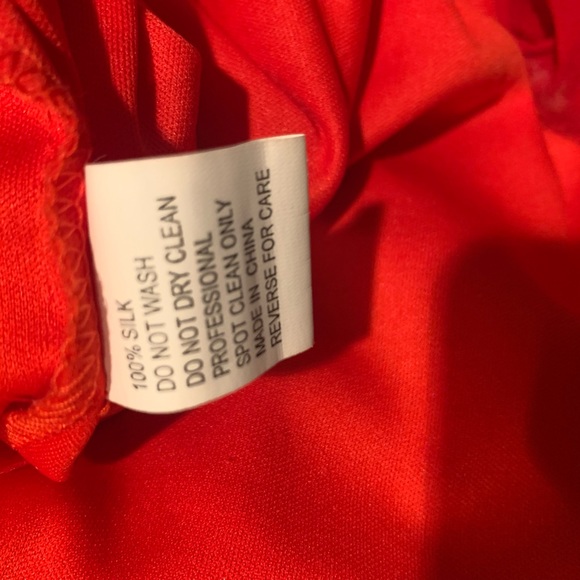 100% SILK
DO NOT WASH
DO NOT DRY CLEAN
PROFESSIONAL
SPOT CLEAN ONLY
MADE IN CHINA
REVERSE FOR CARE